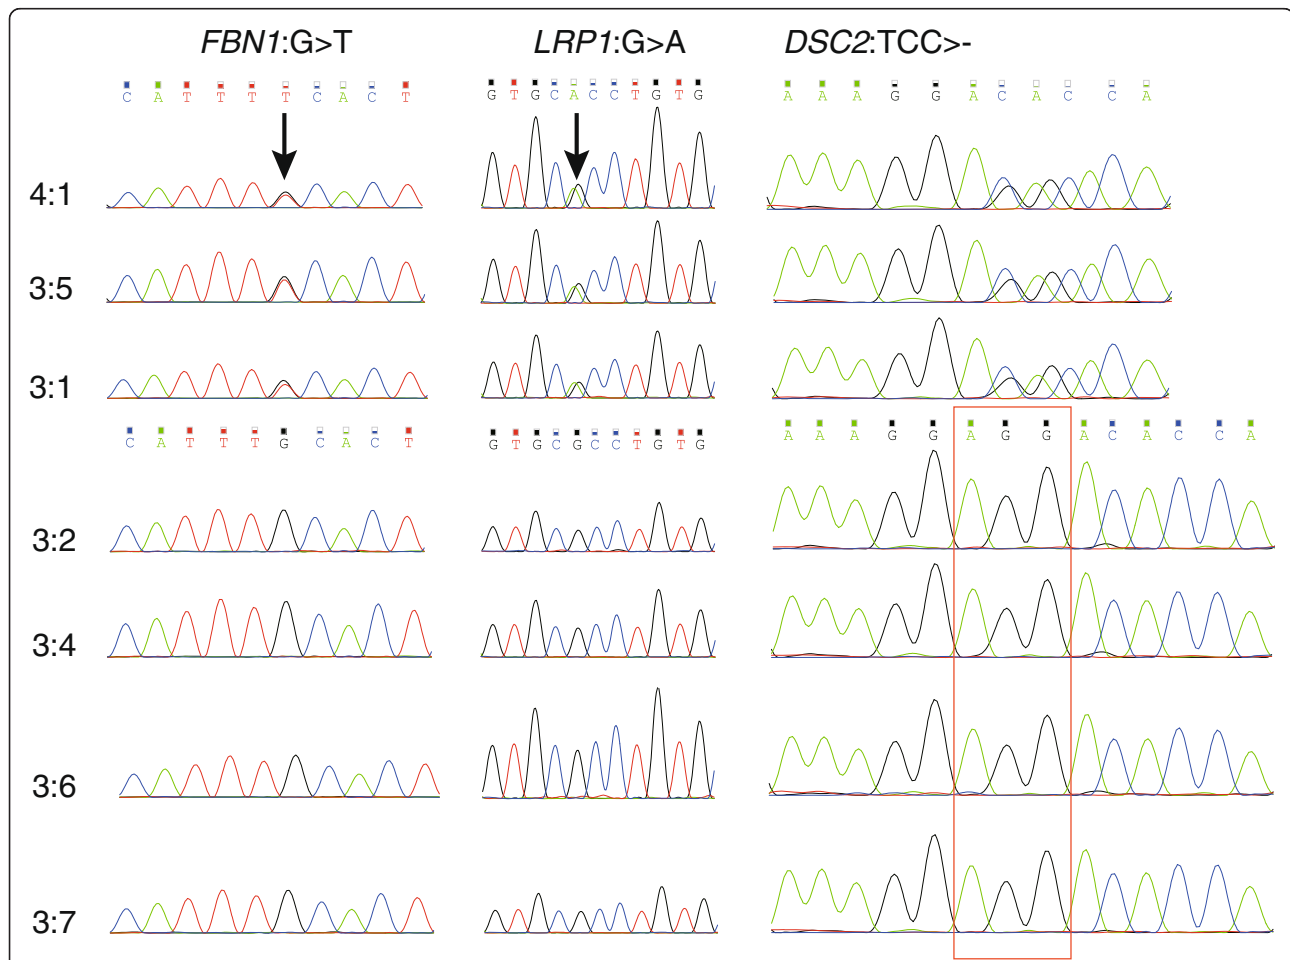 FBN1:G>T LRP1:G>A DSC2:TCC>-
C A T T T T C A C T G T G C A C C T G T G A A A G G A C A C C A
4:1
3:5
3:1
C A T T T G C A C T G T G C G C C T G T G A A A G G A G G A C A C C A
3:2
3:4
3:6
3:7